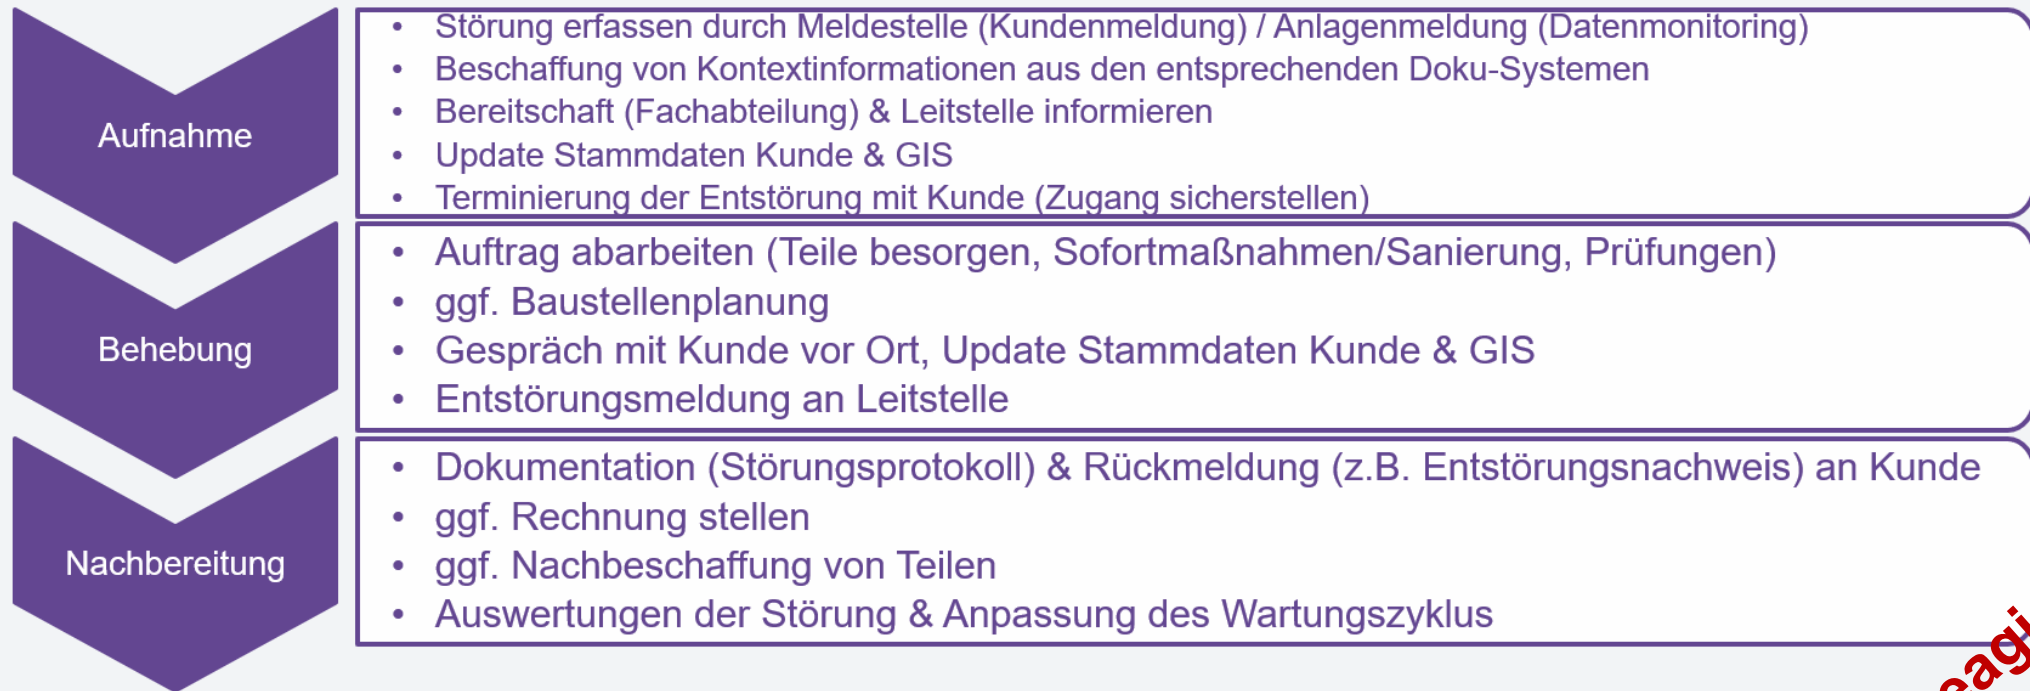 Aufnahme
• Störung erfassen durch Meldestelle (Kundenmeldung) / Anlagenmeldung (Datenmonitoring)
• Beschaffung von Kontextinformationen aus den entsprechenden Doku-Systemen
• Bereitschaft (Fachabteilung) & Leitstelle informieren
• Update Stammdaten Kunde & GIS
• Terminierung der Entstörung mit Kunde (Zugang sicherstellen)
Behebung
• Auftrag abarbeiten (Teile besorgen, Sofortmaßnahmen/Sanierung, Prüfungen)
• ggf. Baustellenplanung
• Gespräch mit Kunde vor Ort, Update Stammdaten Kunde & GIS
• Entstörungsmeldung an Leitstelle
Nachbereitung
• Dokumentation (Störungsprotokoll) & Rückmeldung (z.B. Entstörungsnachweis) an Kunde
• ggf. Rechnung stellen
• ggf. Nachbeschaffung von Teilen
• Auswertungen der Störung & Anpassung des Wartungszyklus